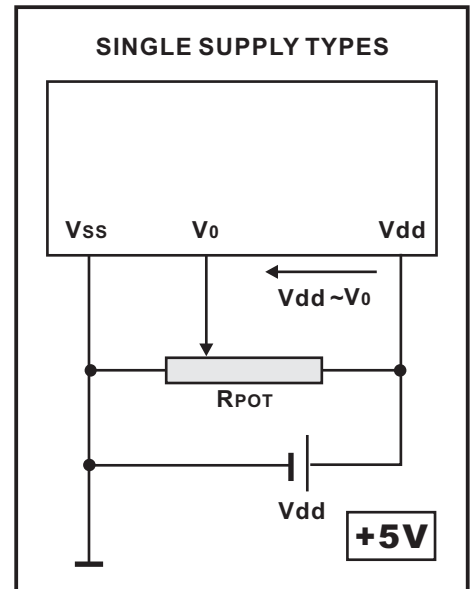 SINGLE SUPPLY TYPES
VSS V0 Vdd
Vdd ~V0
RPOT
Vdd
+5V